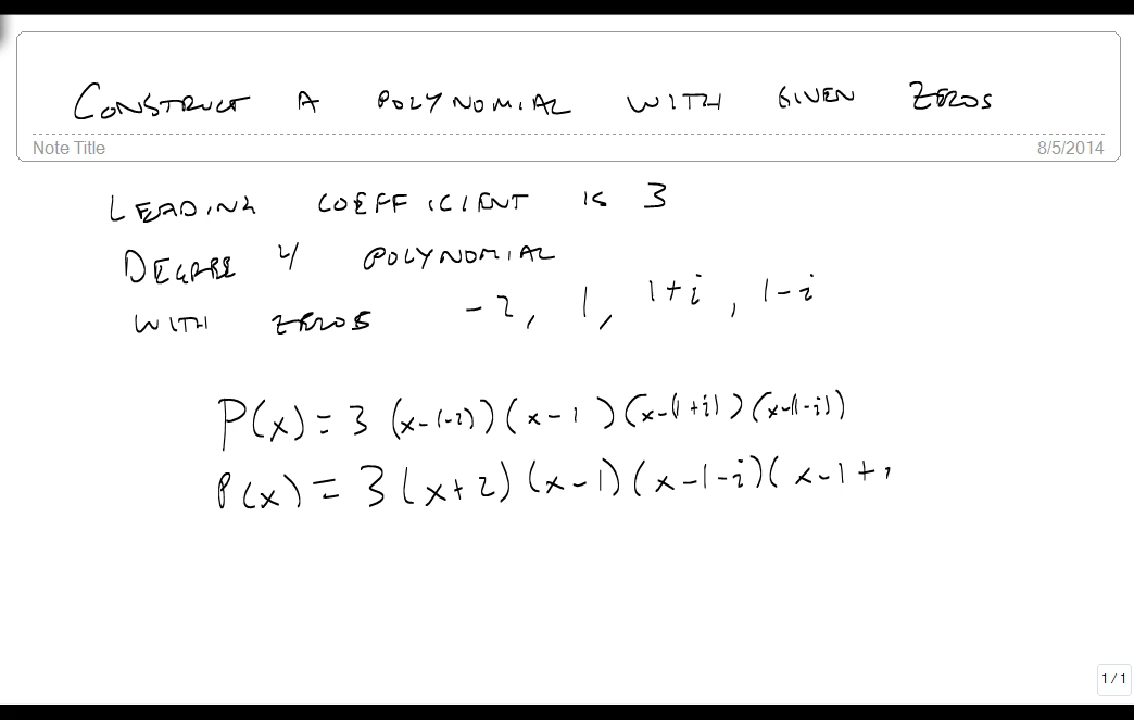 CONSTRUCT A POLYNOMIAL WITH GIVEN ZEROS
Note Title 8/5/2014
LEADING COEFFICIENT IS 3
DEGREE 4 POLYNOMIAL
WITH ZEROS -2, 1, 1+i, 1-i
P(x) = 3 (x-(-2))(x-1)(x-(1+i))(x-(1-i))
P(x) = 3(x+2)(x-1)(x-1-i)(x-1+
1/1